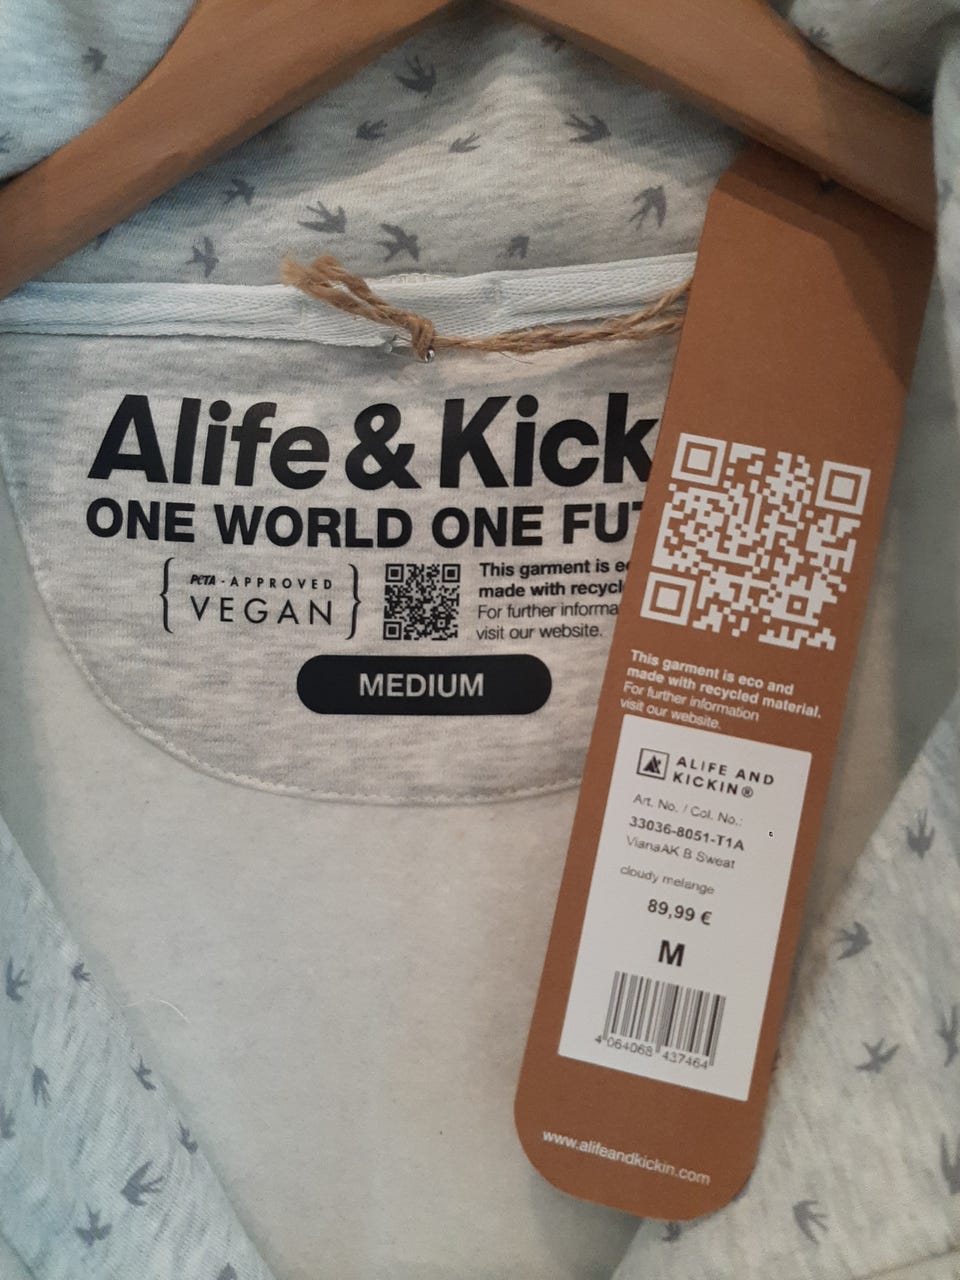 Alife & Kick
ONE WORLD ONE FUT
PETA - APPROVED
VEGAN
This garment is ec
made with recycl
For further informa
visit our website.
MEDIUM
This garment is eco and
made with recycled material.
For further information
visit our website.
ALIFE AND
KICKIN®
Art. No. / Col. No.:
33036-8051-T1A
VianaAK B Sweat
cloudy melange
89,99 €
M
4 064068 437464
www.alifeandkickin.com